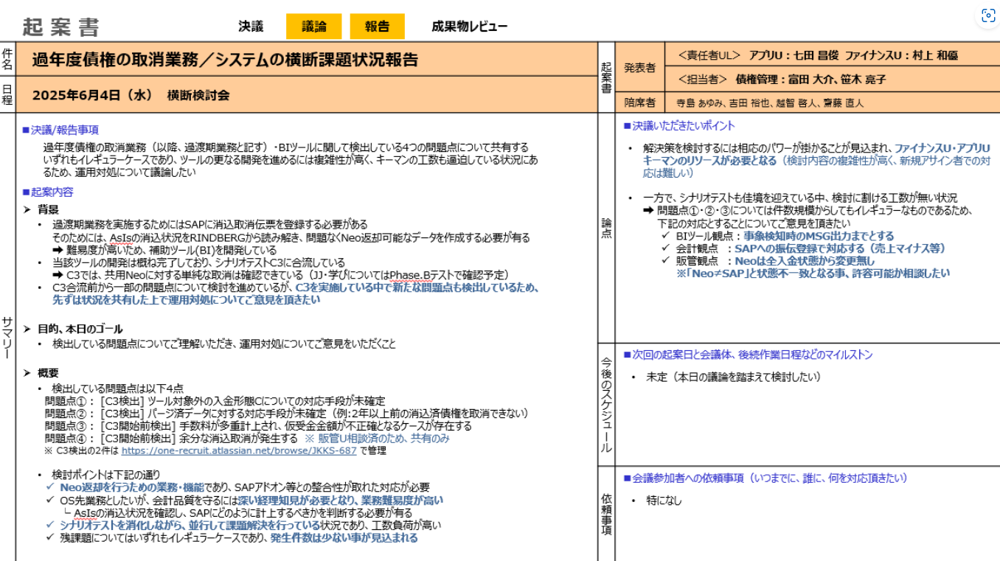 起案書
決議 議論 報告 成果物レビュー
件名
過年度債権の取消業務／システムの横断課題状況報告
日程
2025年6月4日（水） 横断検討会
起案書
発表者
＜責任者UL＞ アプリU：七田 昌俊 ファイナンスU：村上 和優
＜担当者＞ 債権管理：富田 大介、笹木 亮子
陪席者
寺島 あゆみ、吉田 裕也、越智 啓人、齋藤 直人
サマリー
■決議/報告事項
過年度債権の取消業務（以降、過渡期業務と記す）・BIツールに関して検出している4つの問題点について共有する
いずれもイレギュラーケースであり、ツールの更なる開発を進めるには複雑性が高く、キーマンの工数も逼迫している状況にあ
るため、運用対処について議論したい
■起案内容
➤ 背景
• 過渡期業務を実施するためにはSAPに消込取消伝票を登録する必要がある
そのためには、AsIsの消込状況をRINDBERGから読み解き、問題なくNeo返却可能なデータを作成する必要が有る
➡ 難易度が高いため、補助ツール(BI)を開発している
• 当該ツールの開発は概ね完了しており、シナリオテストC3に合流している
➡ C3では、共用Neoに対する単純な取消は確認できている（JJ・学びについてはPhase.Bテストで確認予定）
• C3合流前から一部の問題点について検討を進めているが、C3を実施している中で新たな問題点も検出しているため、
先ずは状況を共有した上で運用対処についてご意見を頂きたい
➤ 目的、本日のゴール
• 検出している問題点についてご理解いただき、運用対処についてご意見をいただくこと
➤ 概要
• 検出している問題点は以下4点
問題点①： [C3検出] ツール対象外の入金形態Cについての対応手段が未確定
問題点②： [C3検出] パージ済データに対する対応手段が未確定（例:2年以上前の消込済債権を取消できない）
問題点③： [C3開始前検出] 手数料が多重計上され、仮受金金額が不正確となるケースが存在する
問題点④： [C3開始前検出] 余分な消込取消が発生する ※ 販管U相談済のため、共有のみ
※ C3検出の2件は https://one-recruit.atlassian.net/browse/JKKS-687 で管理
• 検討ポイントは下記の通り
✓ Neo返却を行うための業務・機能であり、SAPアドオン等との整合性が取れた対応が必要
✓ OS先業務としたいが、会計品質を守るには深い経理知見が必要となり、業務難易度が高い
└ AsIsの消込状況を確認し、SAPにどのように計上するべきかを判断する必要が有る
✓ シナリオテストを消化しながら、並行して課題解決を行っている状況であり、工数負荷が高い
✓ 残課題についてはいずれもイレギュラーケースであり、発生件数は少ない事が見込まれる
論点
■決議いただきたいポイント
• 解決策を検討するには相応のパワーが掛かることが見込まれ、ファイナンスU・アプリU
キーマンのリソースが必要となる（検討内容の複雑性が高く、新規アサイン者での対
応は難しい）
• 一方で、シナリオテストも佳境を迎えている中、検討に割ける工数が無い状況
➡ 問題点①・②・③については件数規模からしてもイレギュラーなものであるため、
下記の対応とすることについてご意見を頂きたい
✓ BIツール観点：事象検知時のMSG出力までとする
✓ 会計観点 ：SAPへの振伝登録で対応する（売上マイナス等）
✓ 販管観点 ：Neoは全入金状態から変更無し
※「Neo≠SAP」と状態不一致となる事、許容可能か相談したい
今後のスケジュール
■次回の起案日と会議体、後続作業日程などのマイルストン
• 未定（本日の議論を踏まえて検討したい）
依頼事項
■会議参加者への依頼事項（いつまでに、誰に、何を対応頂きたい）
• 特になし